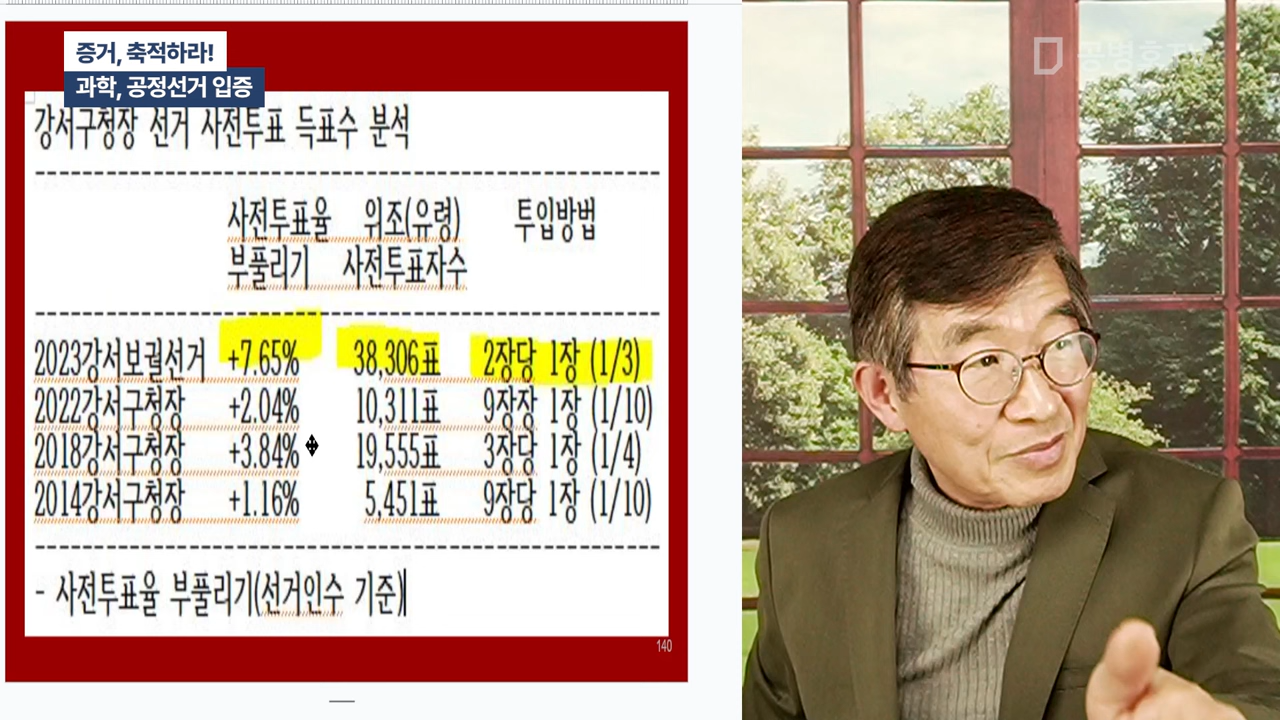 증거, 축적하라!
과학, 공정선거 입증
강서구청장 선거 사전투표 득표수 분석
사전투표율 위조(유령) 투입방법
부풀리기 사전투표자수
2023강서보궐선거 +7.65% 38,306표 2장당 1장 (1/3)
2022강서구청장 +2.04% 10,311표 9장장 1장 (1/10)
2018강서구청장 +3.84% 19,555표 3장당 1장 (1/4)
2014강서구청장 +1.16% 5,451표 9장당 1장 (1/10)
- 사전투표율 부풀리기(선거인수 기준)
140